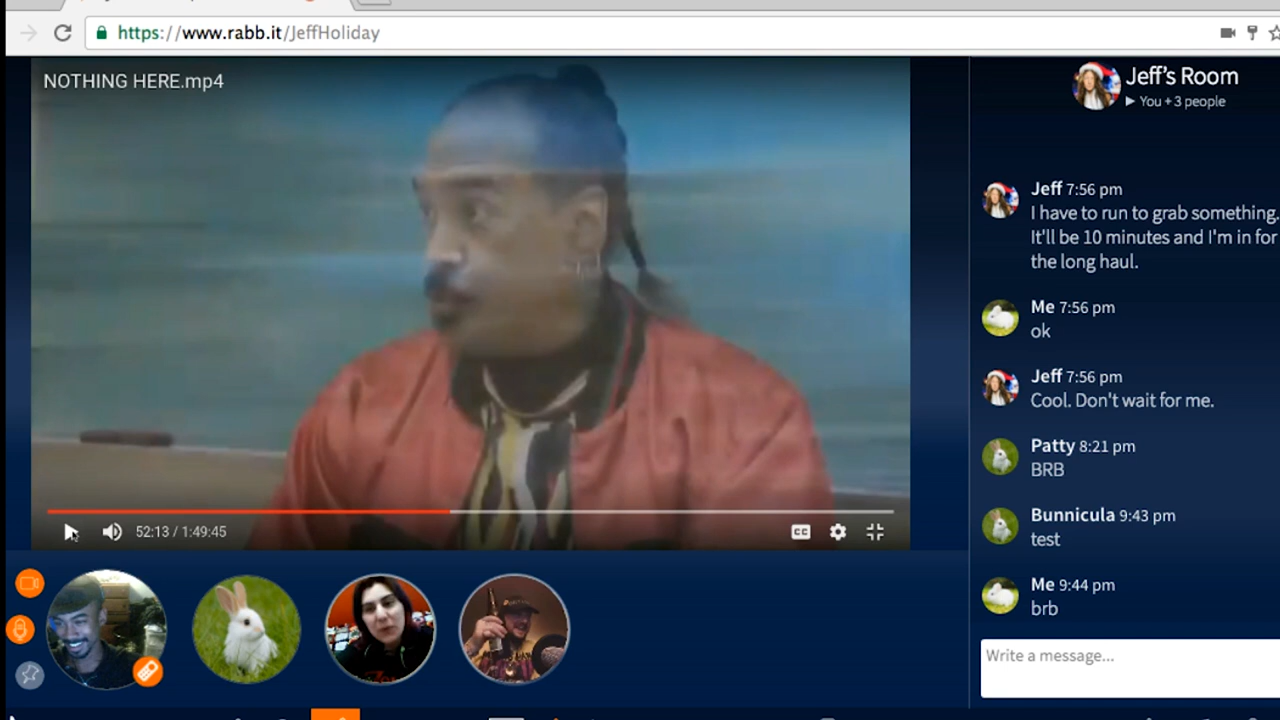 https://www.rabb.it/JeffHoliday
NOTHING HERE.mp4
Jeff's Room
You + 3 people
Jeff 7:56 pm
I have to run to grab something.
It'll be 10 minutes and I'm in for
the long haul.
Me 7:56 pm
ok
Jeff 7:56 pm
Cool. Don't wait for me.
Patty 8:21 pm
BRB
Bunnicula 9:43 pm
test
Me 9:44 pm
brb
52:13 / 1:49:45
CC
Write a message...